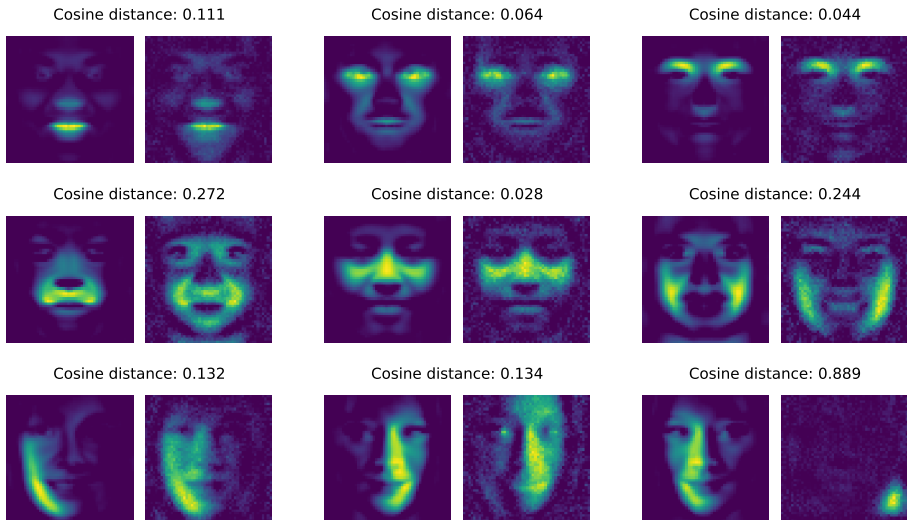 Cosine distance: 0.111
Cosine distance: 0.064
Cosine distance: 0.044
Cosine distance: 0.272
Cosine distance: 0.028
Cosine distance: 0.244
Cosine distance: 0.132
Cosine distance: 0.134
Cosine distance: 0.889